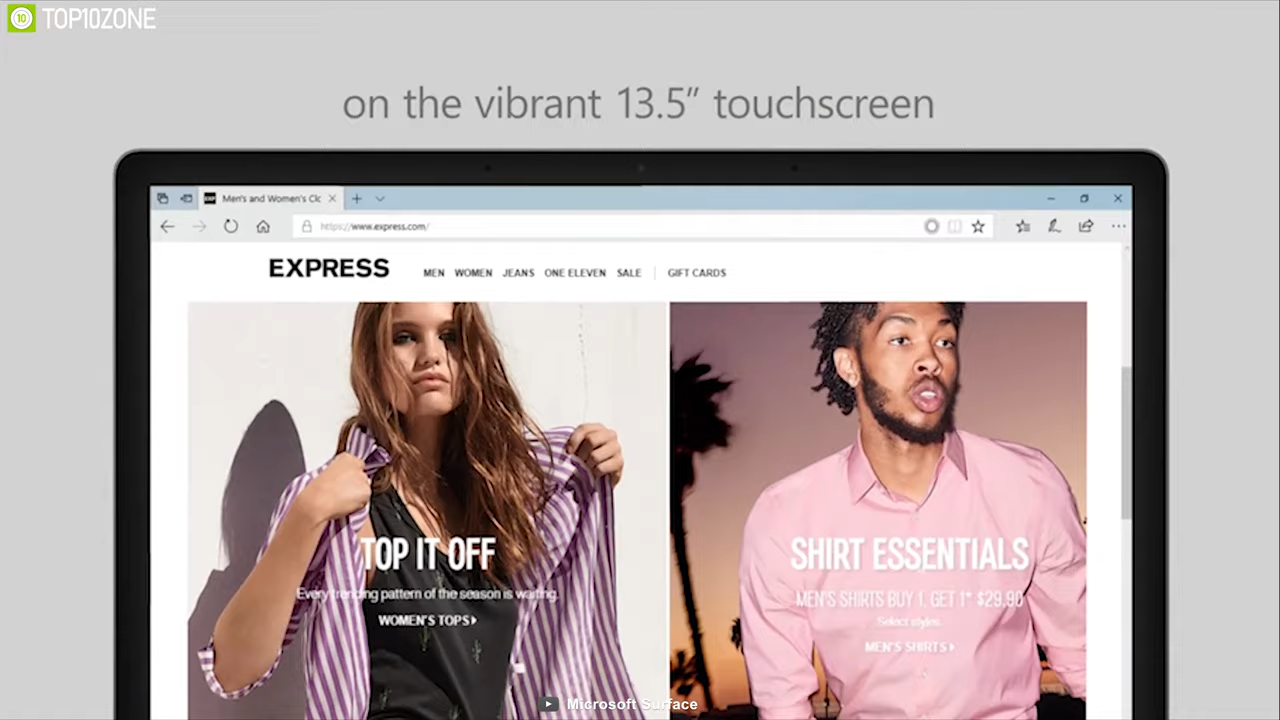 TOP10ZONE
on the vibrant 13.5” touchscreen
Men's and Women's Clo
https://www.express.com/
EXPRESS MEN WOMEN JEANS ONE ELEVEN SALE GIFT CARDS
TOP IT OFF
Every trending pattern of the season is waiting.
WOMEN'S TOPS
SHIRT ESSENTIALS
MEN'S SHIRTS BUY 1, GET 1* $29.90
Select styles.
MEN'S SHIRTS
Microsoft Surface